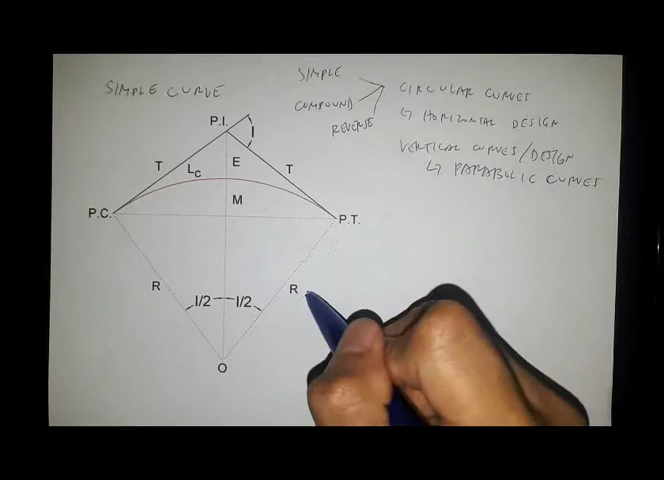 SIMPLE CURVE
SIMPLE
COMPOUND
REVERSE
CIRCULAR CURVES
↳ HORIZONTAL DESIGN
VERTICAL CURVES/DESIGN
↳ PARABOLIC CURVES
P.I.
I
T
Lc
E
T
M
P.C.
P.T.
R
I/2
I/2
R
O